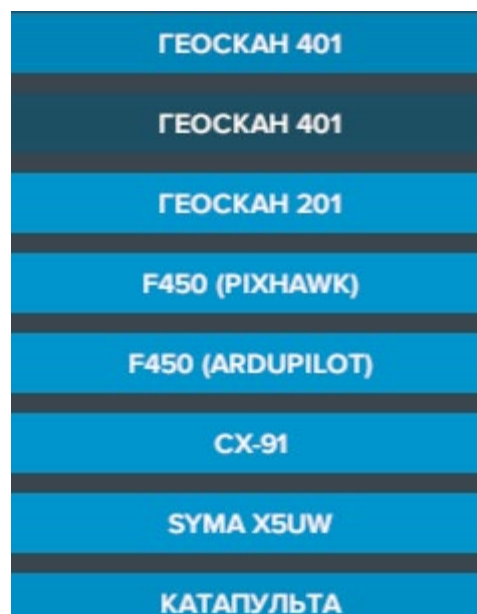 ГЕОСКАН 401
ГЕОСКАН 401
ГЕОСКАН 201
F450 (PIXHAWK)
F450 (ARDUPILOT)
CX-91
SYMA X5UW
КАТАПУЛЬТА